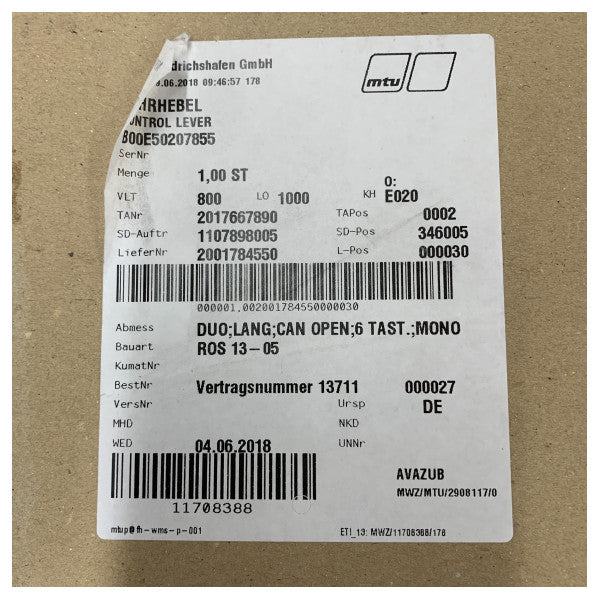 drichshafen GmbH
mtu
.06.2018 09:46:57 178
HRHEBEL
NTROL LEVER
B00E50207855
SerNr
Menge 1,00 ST O:
VLT 800 LO 1000 KH E020
TANr 2017667890 TAPos 0002
SD-Auftr 1107898005 SD-Pos 346005
LieferNr 2001784550 L-Pos 000030
000001.002001784550000030
Abmess DUO;LANG;CAN OPEN;6 TAST.;MONO
Bauart ROS 13-05
KumatNr
BestNr Vertragsnummer 13711 000027
VersNr Ursp DE
MHD NKD
WED 04.06.2018 UNNr
AVAZUB
MWZ/MTU/2908117/0
11708388
mtup@fh-wms-p-001 ETI_13: MWZ/11708388/178